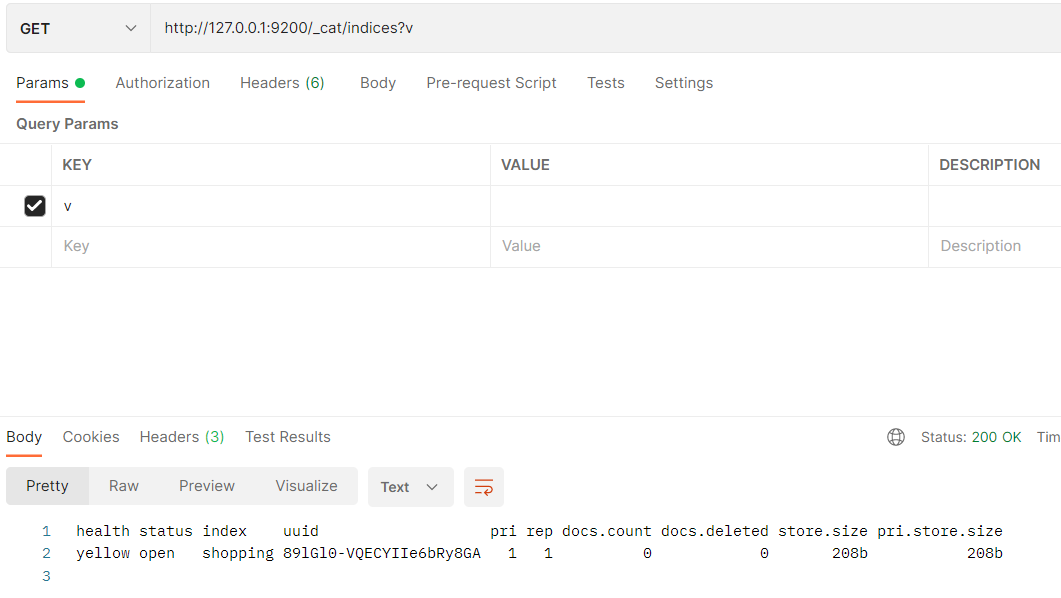 GET http://127.0.0.1:9200/_cat/indices?v
Params Authorization Headers (6) Body Pre-request Script Tests Settings
Query Params
KEY VALUE DESCRIPTION
v
Key Value Description
Body Cookies Headers (3) Test Results Status: 200 OK Tim
Pretty Raw Preview Visualize Text
1 health status index uuid pri rep docs.count docs.deleted store.size pri.store.size
2 yellow open shopping 89lGl0-VQECYIIe6bRy8GA 1 1 0 0 208b 208b
3